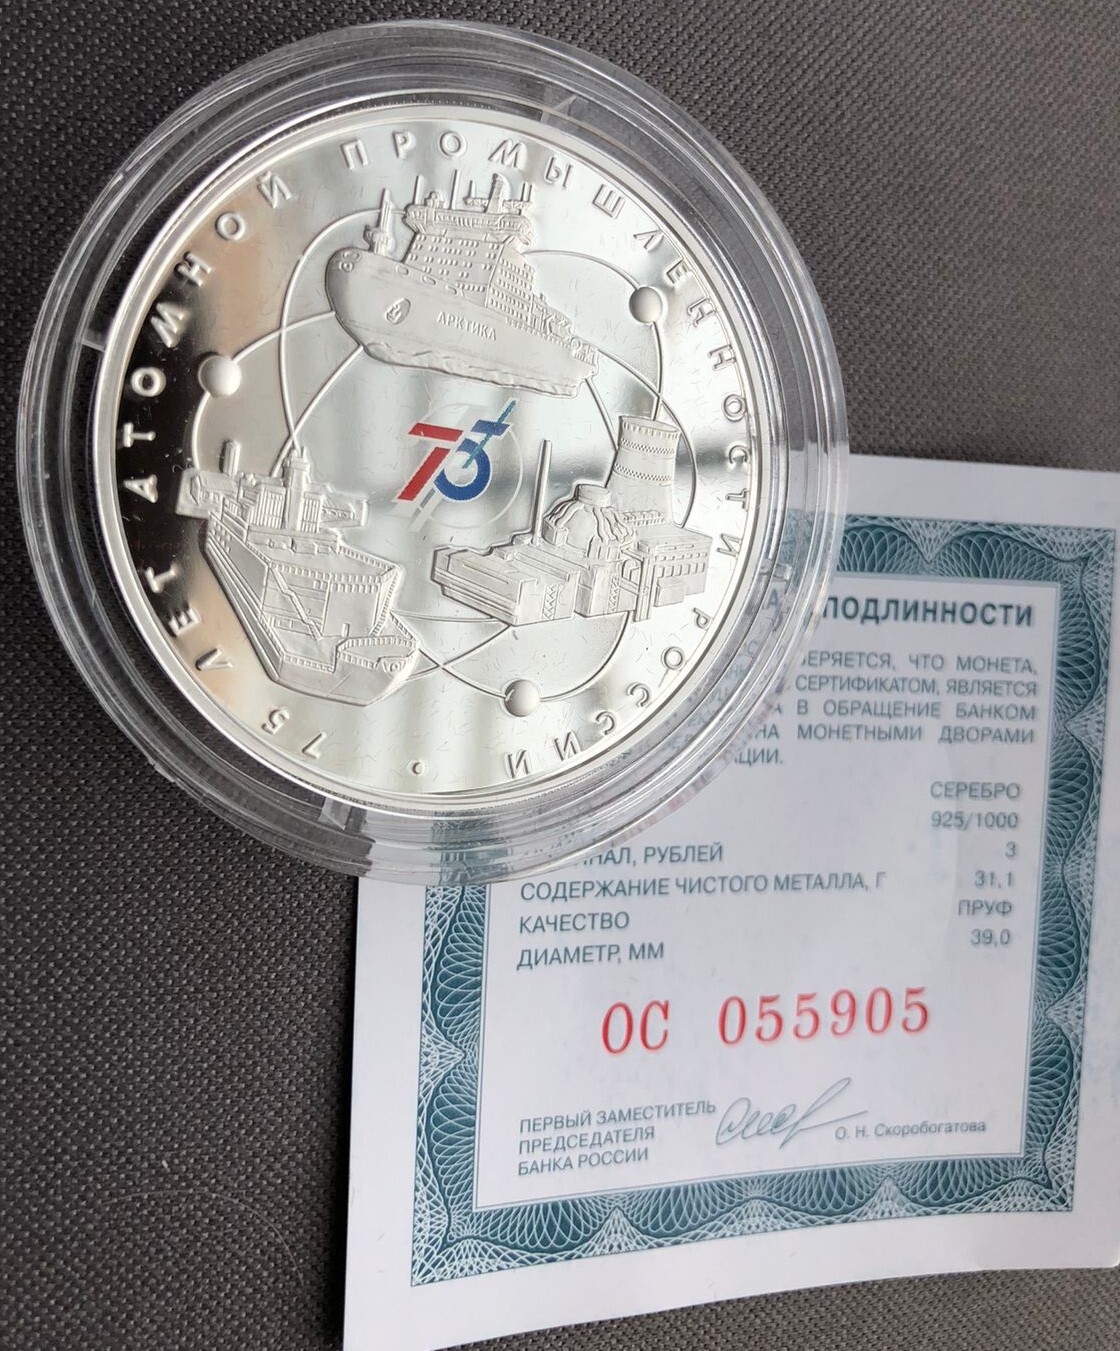 75 ЛЕТ АТОМНОЙ ПРОМЫШЛЕННОСТИ РОССИИ
АРКТИКА
75
ПОДЛИННОСТИ
ЧТО МОНЕТА,
СЕРТИФИКАТОМ, ЯВЛЯЕТСЯ
В ОБРАЩЕНИЕ БАНКОМ
НА МОНЕТНЫМИ ДВОРАМИ
СЕРЕБРО
925/1000
РУБЛЕЙ 3
СОДЕРЖАНИЕ ЧИСТОГО МЕТАЛЛА, Г 31,1
КАЧЕСТВО ПРУФ
ДИАМЕТР, ММ 39,0
ОС 055905
ПЕРВЫЙ ЗАМЕСТИТЕЛЬ
ПРЕДСЕДАТЕЛЯ
БАНКА РОССИИ
О. Н. Скоробогатова